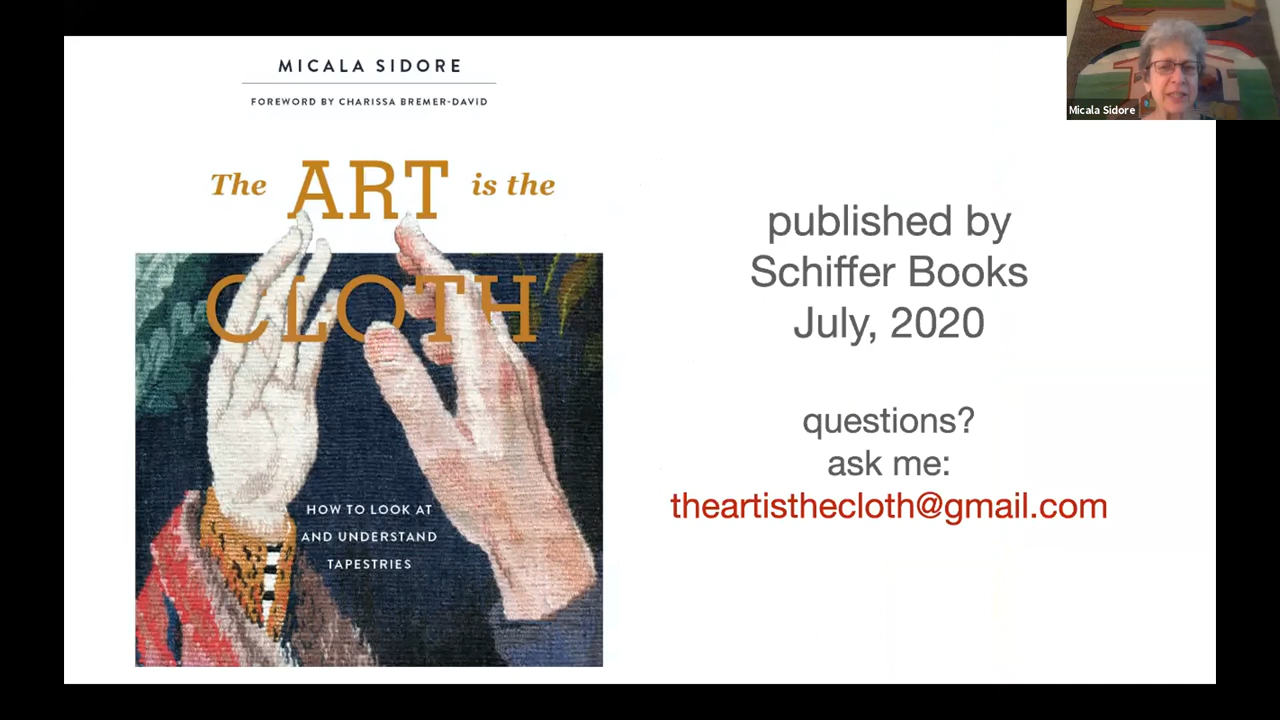 MICALA SIDORE
FOREWORD BY CHARISSA BREMER-DAVID
The ART is the
CLOTH
HOW TO LOOK AT
AND UNDERSTAND
TAPESTRIES
published by
Schiffer Books
July, 2020
questions?
ask me:
theartisthecloth@gmail.com
Micala Sidore